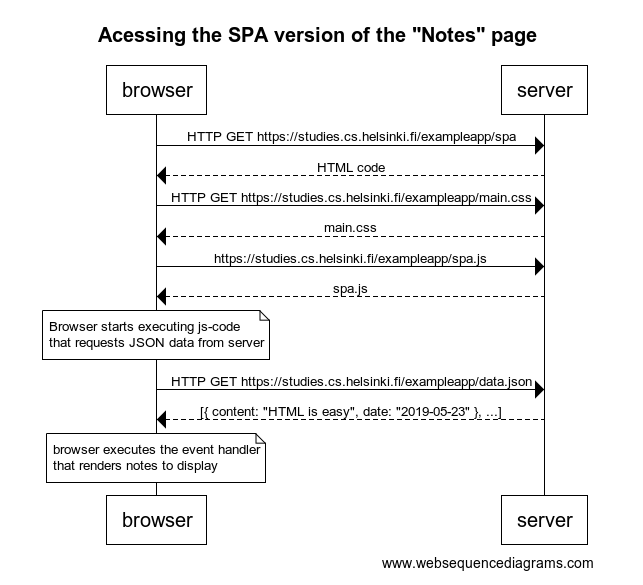 Acessing the SPA version of the "Notes" page
browser
server
HTTP GET https://studies.cs.helsinki.fi/exampleapp/spa
HTML code
HTTP GET https://studies.cs.helsinki.fi/exampleapp/main.css
main.css
https://studies.cs.helsinki.fi/exampleapp/spa.js
spa.js
Browser starts executing js-code
that requests JSON data from server
HTTP GET https://studies.cs.helsinki.fi/exampleapp/data.json
[{ content: "HTML is easy", date: "2019-05-23" }, ...]
browser executes the event handler
that renders notes to display
browser
server
www.websequencediagrams.com